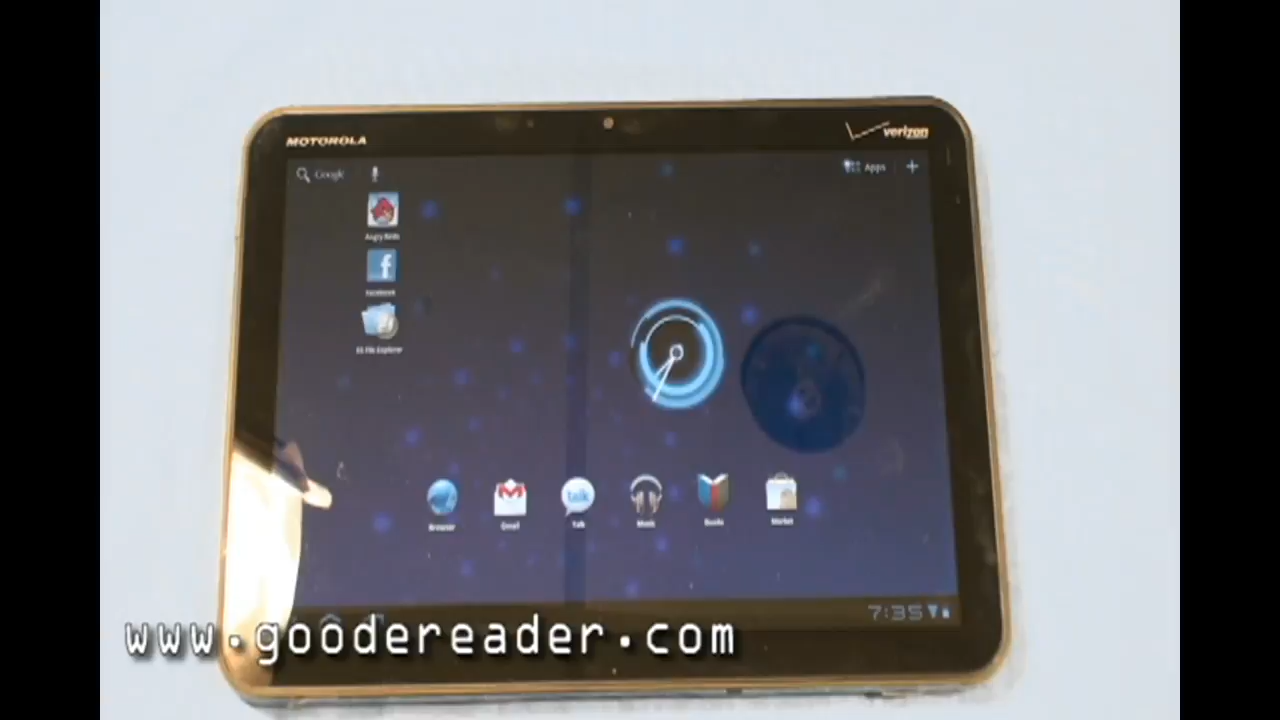 MOTOROLA
verizon
Google
Apps
Angry Birds
facebook
ES File Explorer
Browser
Gmail
talk
Talk
Music
Books
Market
7:35
www.goodereader.com